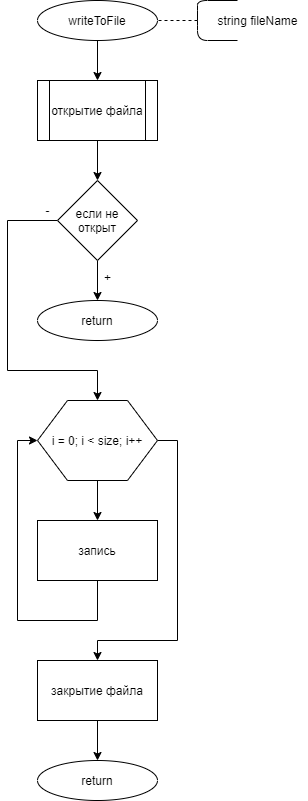 writeToFile
string fileName
открытие файла
если не
открыт
-
+
return
i = 0; i < size; i++
запись
закрытие файла
return